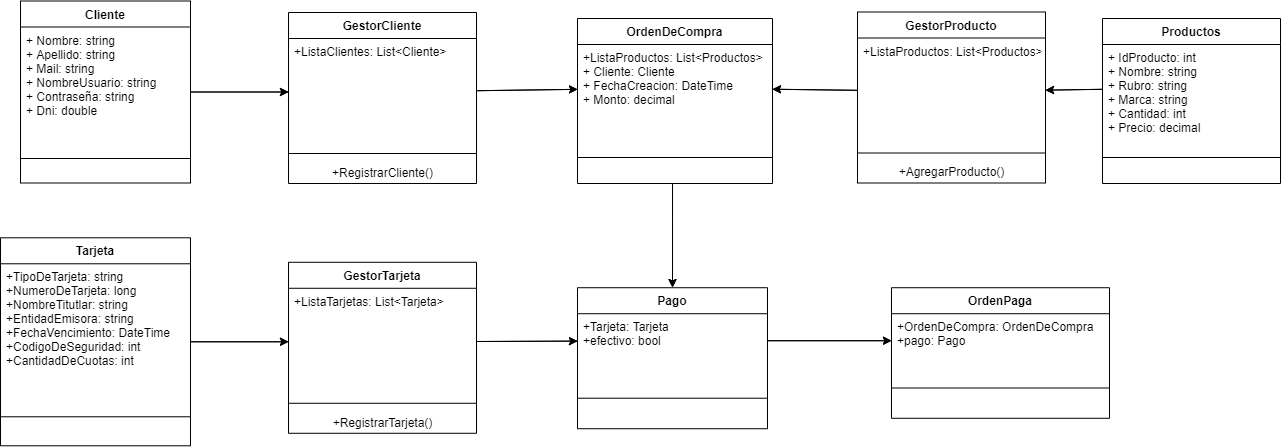 Cliente
+ Nombre: string
+ Apellido: string
+ Mail: string
+ NombreUsuario: string
+ Contraseña: string
+ Dni: double
GestorCliente
+ListaClientes: List<Cliente>
+RegistrarCliente()
OrdenDeCompra
+ListaProductos: List<Productos>
+ Cliente: Cliente
+ FechaCreacion: DateTime
+ Monto: decimal
GestorProducto
+ListaProductos: List<Productos>
+AgregarProducto()
Productos
+ IdProducto: int
+ Nombre: string
+ Rubro: string
+ Marca: string
+ Cantidad: int
+ Precio: decimal
Tarjeta
+TipoDeTarjeta: string
+NumeroDeTarjeta: long
+NombreTitutlar: string
+EntidadEmisora: string
+FechaVencimiento: DateTime
+CodigoDeSeguridad: int
+CantidadDeCuotas: int
GestorTarjeta
+ListaTarjetas: List<Tarjeta>
+RegistrarTarjeta()
Pago
+Tarjeta: Tarjeta
+efectivo: bool
OrdenPaga
+OrdenDeCompra: OrdenDeCompra
+pago: Pago